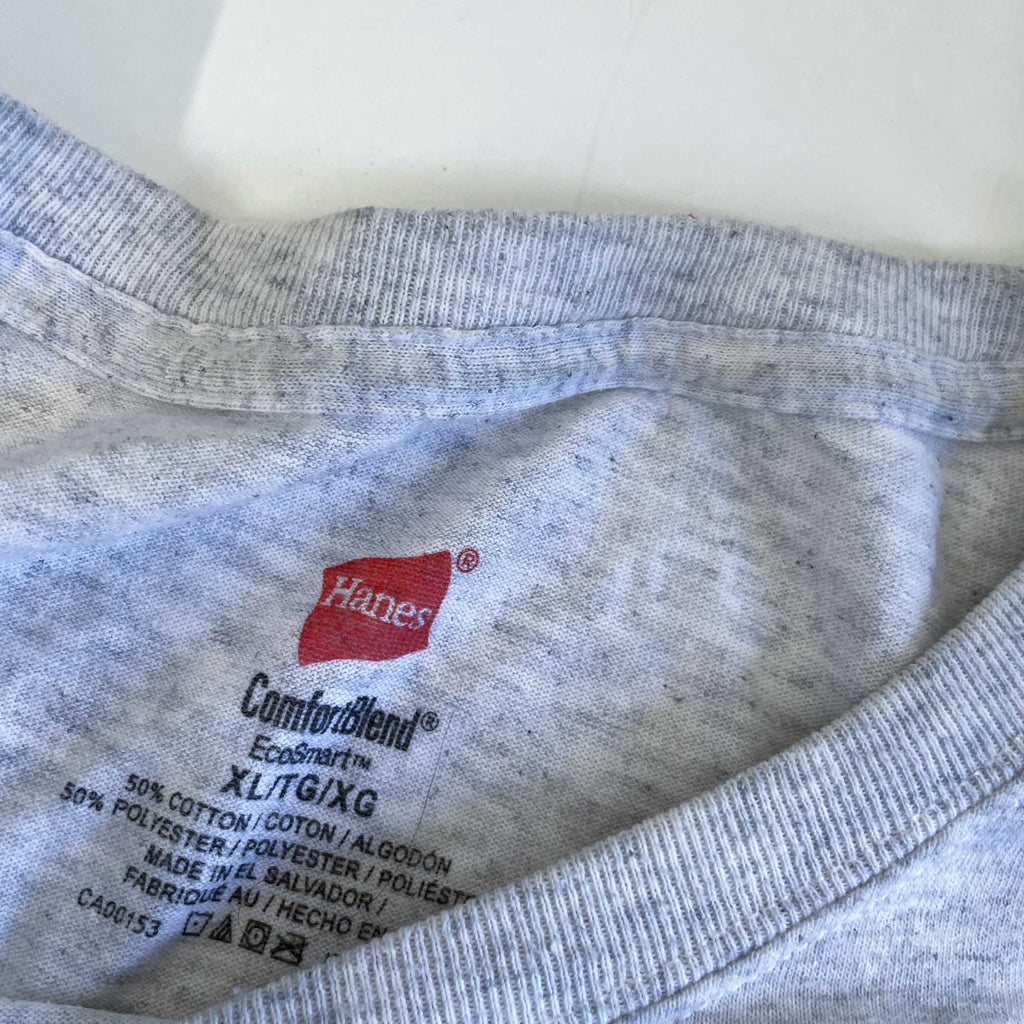 Hanes®
ComfortBlend®
EcoSmart™
XL/TG/XG
50% COTTON / COTON / ALGODÓN
50% POLYESTER / POLYESTER / POLIÉSTE
MADE IN EL SALVADOR /
FABRIQUÉ AU / HECHO EN
CA00153